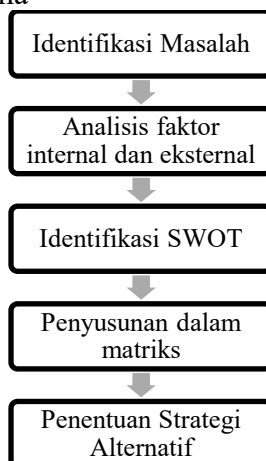 Identifikasi Masalah
Analisis faktor
internal dan eksternal
Identifikasi SWOT
Penyusunan dalam
matriks
Penentuan Strategi
Alternatif